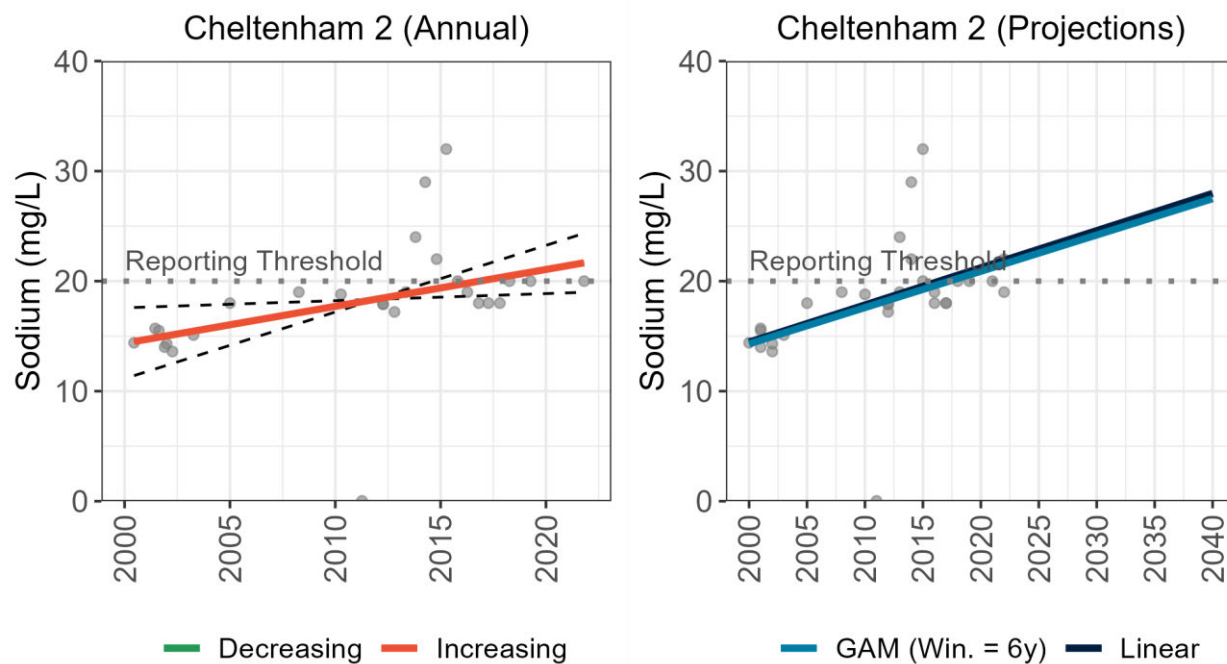 Cheltenham 2 (Annual)
Sodium (mg/L)
40
30
20
10
0
Reporting Threshold
2000
2005
2010
2015
2020
Decreasing
Increasing
Cheltenham 2 (Projections)
Sodium (mg/L)
40
30
20
10
0
Reporting Threshold
2000
2005
2010
2015
2020
2025
2030
2035
2040
GAM (Win. = 6y)
Linear